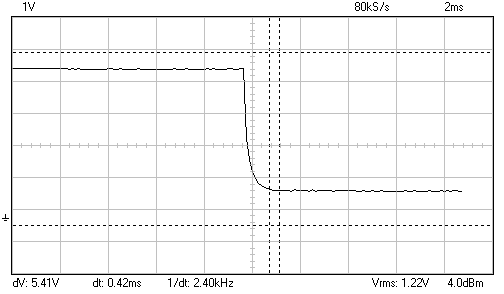 1V 80kS/s 2ms
dV: 5.41V dt: 0.42ms 1/dt: 2.40kHz Vrms: 1.22V 4.0dBm